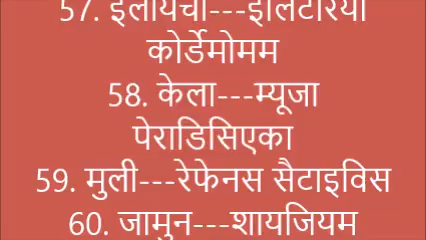 57. इलायची---इलिटेरिया
कोर्डेमोमम
58. केला---म्यूजा
पेराडिसिएका
59. मुली---रेफेनस सैटाइविस
60. जामुन---शायजियम